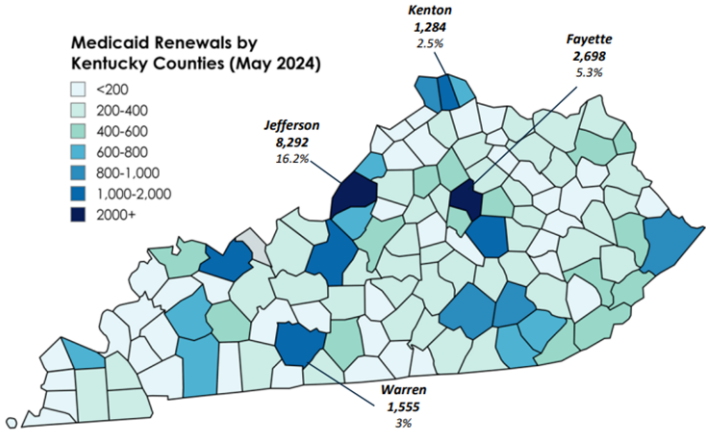 Kenton
1,284
2.5%
Fayette
2,698
5.3%
Medicaid Renewals by
Kentucky Counties (May 2024)
<200
200-400
400-600
600-800
800-1,000
1,000-2,000
2000+
Jefferson
8,292
16.2%
Warren
1,555
3%